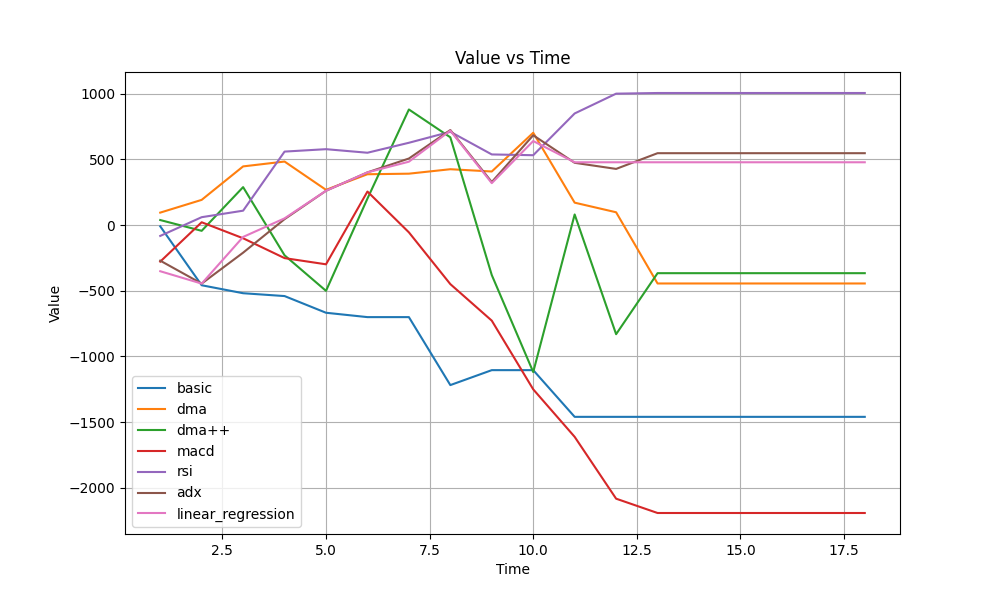 Value vs Time
Value
1000
500
0
−500
−1000
−1500
−2000
basic
dma
dma++
macd
rsi
adx
linear_regression
2.5 5.0 7.5 10.0 12.5 15.0 17.5
Time